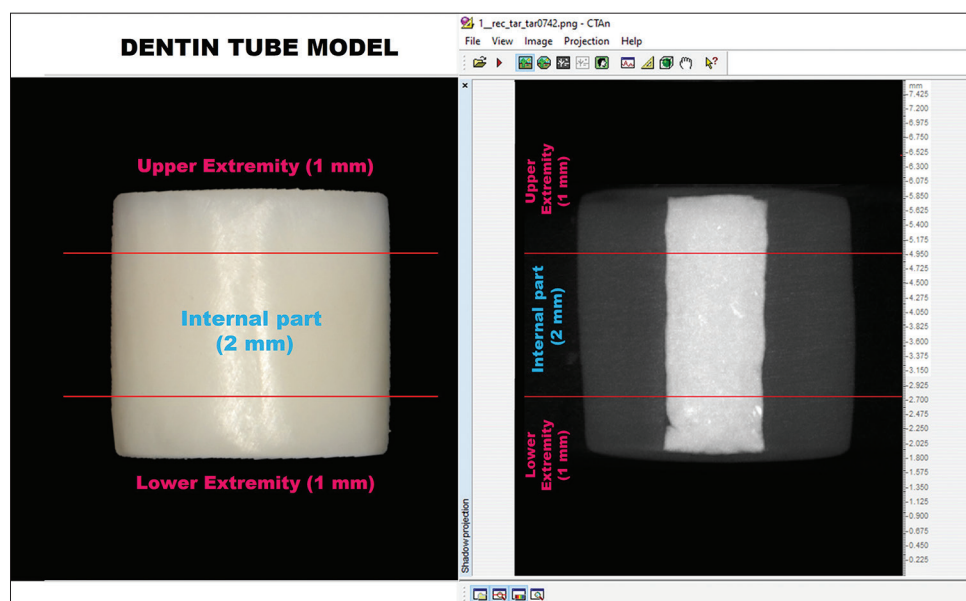 1__rec_tar_tar0742.png - CTAn
File View Image Projection Help
DENTIN TUBE MODEL
Upper Extremity (1 mm)
Internal part
(2 mm)
Lower Extremity (1 mm)
Upper
Extremity
(1 mm)
Internal part
(2 mm)
Lower
Extremity
(1 mm)
Shadow projection
mm
7.425
7.200
6.975
6.750
6.525
6.300
6.075
5.850
5.625
5.400
5.175
4.950
4.725
4.500
4.275
4.050
3.825
3.600
3.375
3.150
2.925
2.700
2.475
2.250
2.025
1.800
1.575
1.350
1.125
0.900
0.675
0.450
0.225